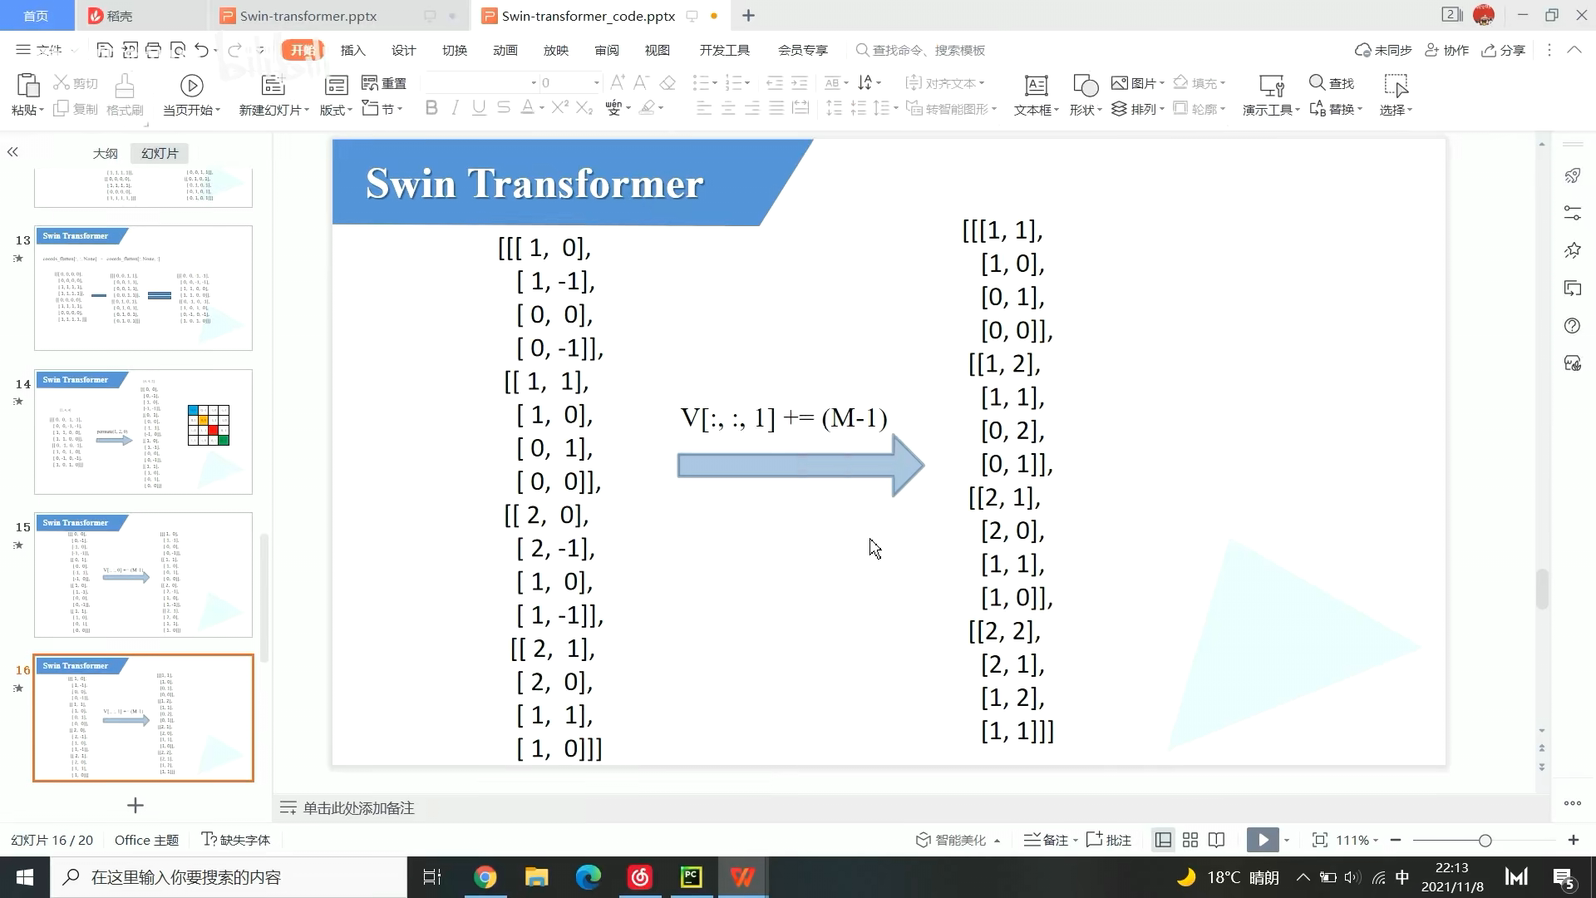 首页
稻壳
Swin-transformer.pptx
Swin-transformer_code.pptx
文件
开始
插入
设计
切换
动画
放映
审阅
视图
开发工具
会员专享
查找命令、搜索模板
未同步
协作
分享
粘贴
剪切
复制
格式刷
当页开始
新建幻灯片
版式
重置
节
0
对齐文本
转智能图形
文本框
形状
图片
排列
填充
轮廓
演示工具
查找
替换
选择
大纲
幻灯片
13
Swin Transformer
14
Swin Transformer
15
Swin Transformer
16
Swin Transformer
Swin Transformer
[[[ 1, 0],
[ 1, -1],
[ 0, 0],
[ 0, -1]],
[[ 1, 1],
[ 1, 0],
[ 0, 1],
[ 0, 0]],
[[ 2, 0],
[ 2, -1],
[ 1, 0],
[ 1, -1]],
[[ 2, 1],
[ 2, 0],
[ 1, 1],
[ 1, 0]]]
V[:, :, 1] += (M-1)
[[[1, 1],
[1, 0],
[0, 1],
[0, 0]],
[[1, 2],
[1, 1],
[0, 2],
[0, 1]],
[[2, 1],
[2, 0],
[1, 1],
[1, 0]],
[[2, 2],
[2, 1],
[1, 2],
[1, 1]]]
单击此处添加备注
幻灯片 16 / 20
Office 主题
缺失字体
智能美化
备注
批注
111%
在这里输入你要搜索的内容
18°C 晴朗
中
22:13
2021/11/8
5